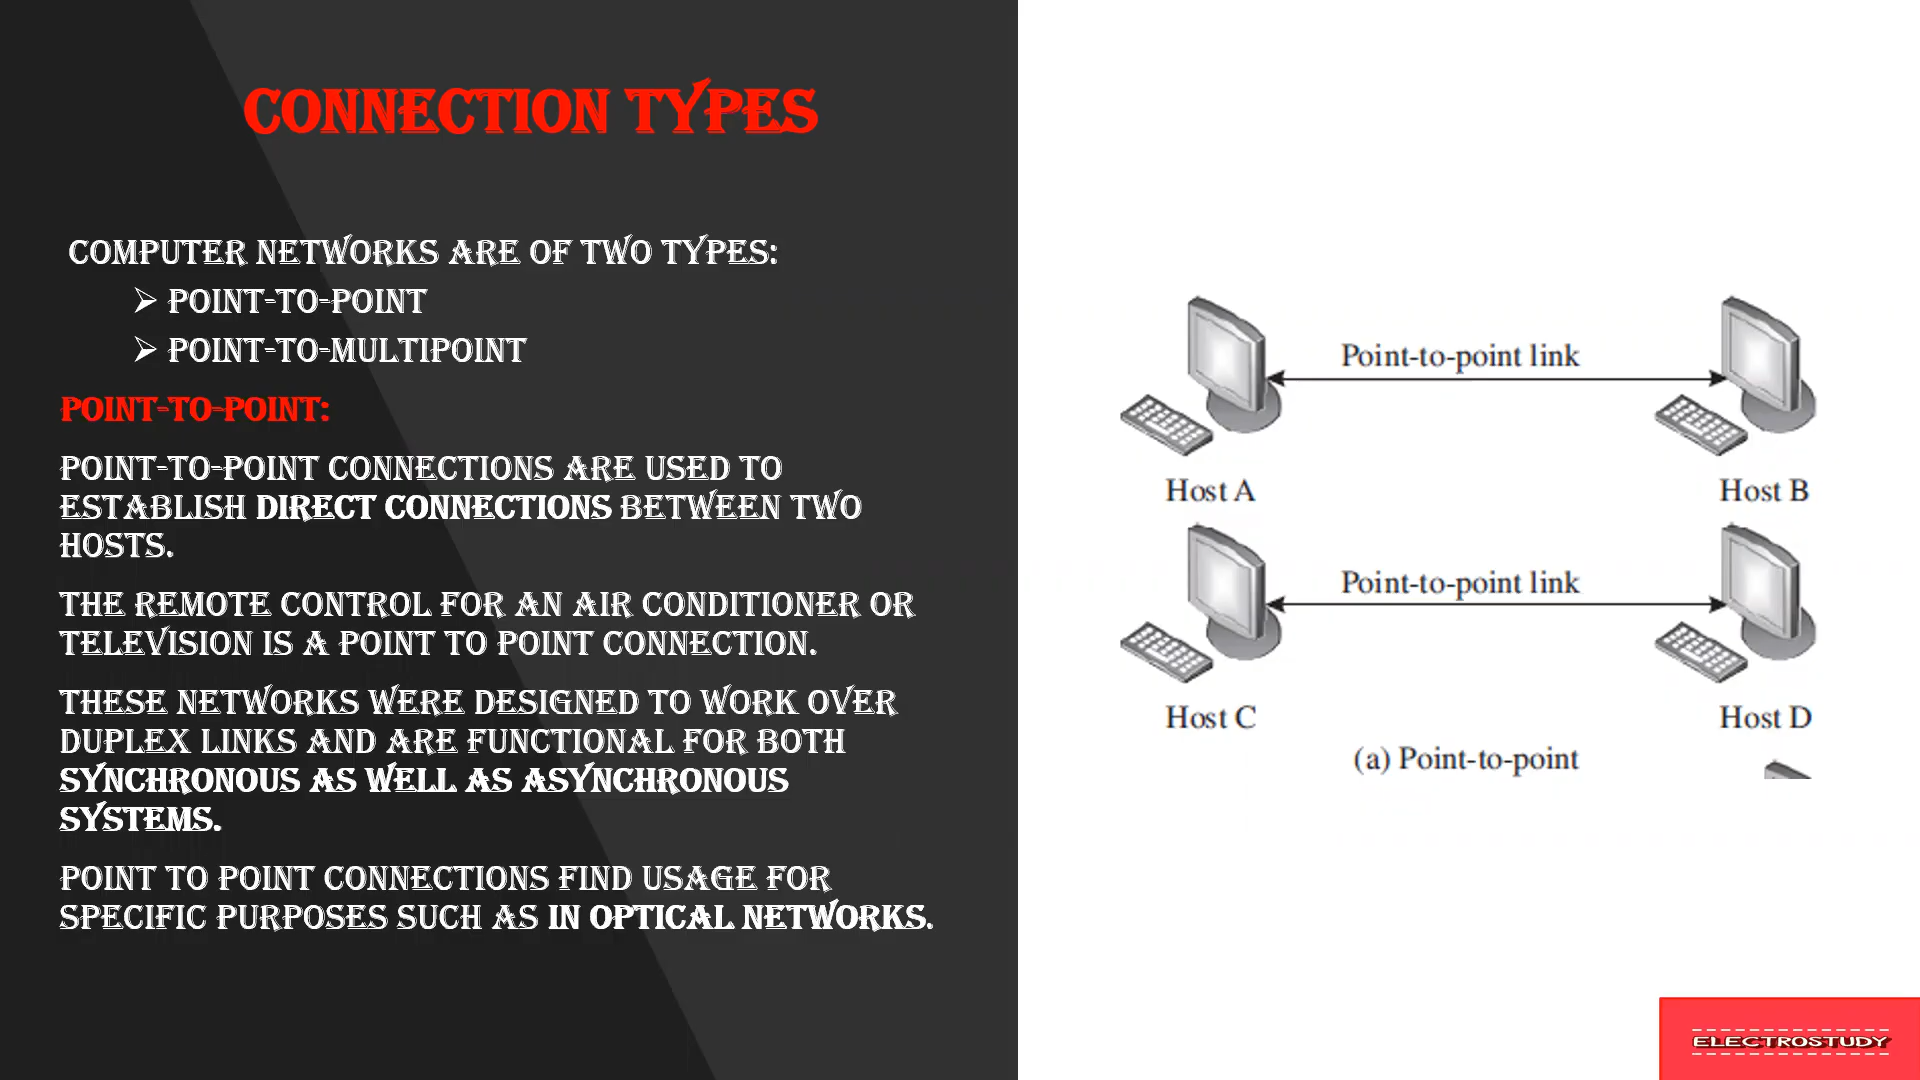 CONNECTION TYPES
COMPUTER NETWORKS ARE OF TWO TYPES:
POINT-TO-POINT
POINT-TO-MULTIPOINT
POINT-TO-POINT:
POINT-TO-POINT CONNECTIONS ARE USED TO
ESTABLISH DIRECT CONNECTIONS BETWEEN TWO
HOSTS.
THE REMOTE CONTROL FOR AN AIR CONDITIONER OR
TELEVISION IS A POINT TO POINT CONNECTION.
THESE NETWORKS WERE DESIGNED TO WORK OVER
DUPLEX LINKS AND ARE FUNCTIONAL FOR BOTH
SYNCHRONOUS AS WELL AS ASYNCHRONOUS
SYSTEMS.
POINT TO POINT CONNECTIONS FIND USAGE FOR
SPECIFIC PURPOSES SUCH AS IN OPTICAL NETWORKS.
Point-to-point link
Host A
Host B
Point-to-point link
Host C
Host D
(a) Point-to-point
ELECTROSTUDY